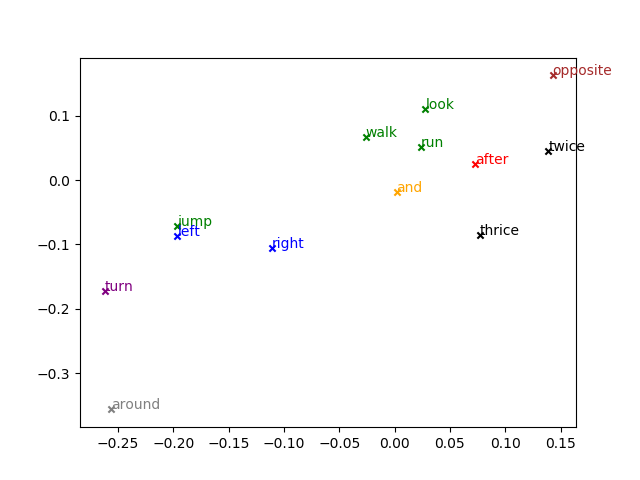 opposite
look
0.1
walk
run
twice
after
0.0
and
jump
left
thrice
−0.1
right
turn
−0.2
−0.3
around
−0.25 −0.20 −0.15 −0.10 −0.05 0.00 0.05 0.10 0.15